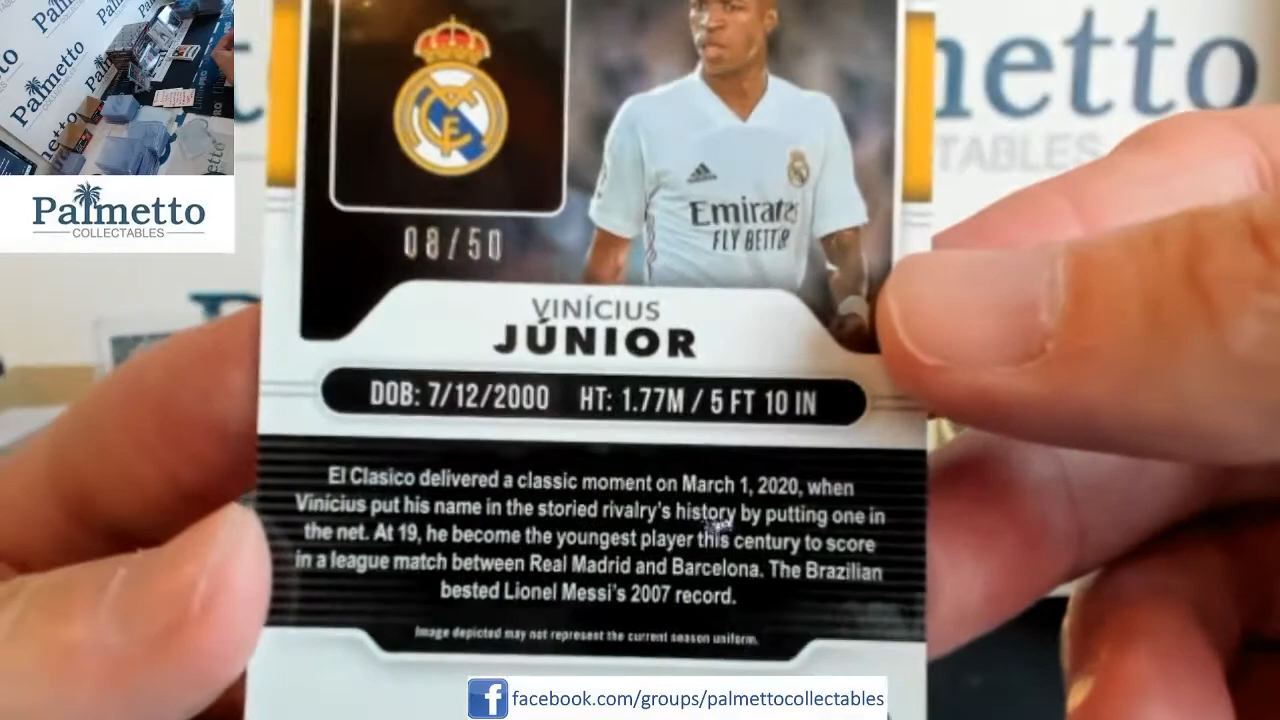 Palmetto
Palmetto
Palmetto
Palmetto
COLLECTABLES
netto
TABLES
08/50
Emirates
FLY BETTER
VINÍCIUS
JÚNIOR
DOB: 7/12/2000 HT: 1.77M / 5 FT 10 IN
El Clasico delivered a classic moment on March 1, 2020, when
Vinícius put his name in the storied rivalry's history by putting one in
the net. At 19, he become the youngest player this century to score
in a league match between Real Madrid and Barcelona. The Brazilian
bested Lionel Messi's 2007 record.
Image depicted may not represent the current season uniform.
facebook.com/groups/palmettocollectables